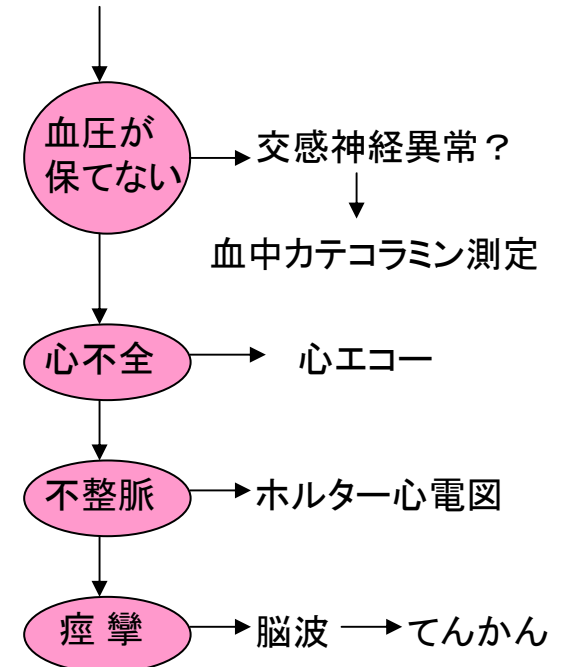 血圧が
保てない
交感神経異常？
血中カテコラミン測定
心不全
心エコー
不整脈
ホルター心電図
痙攣
脳波
てんかん